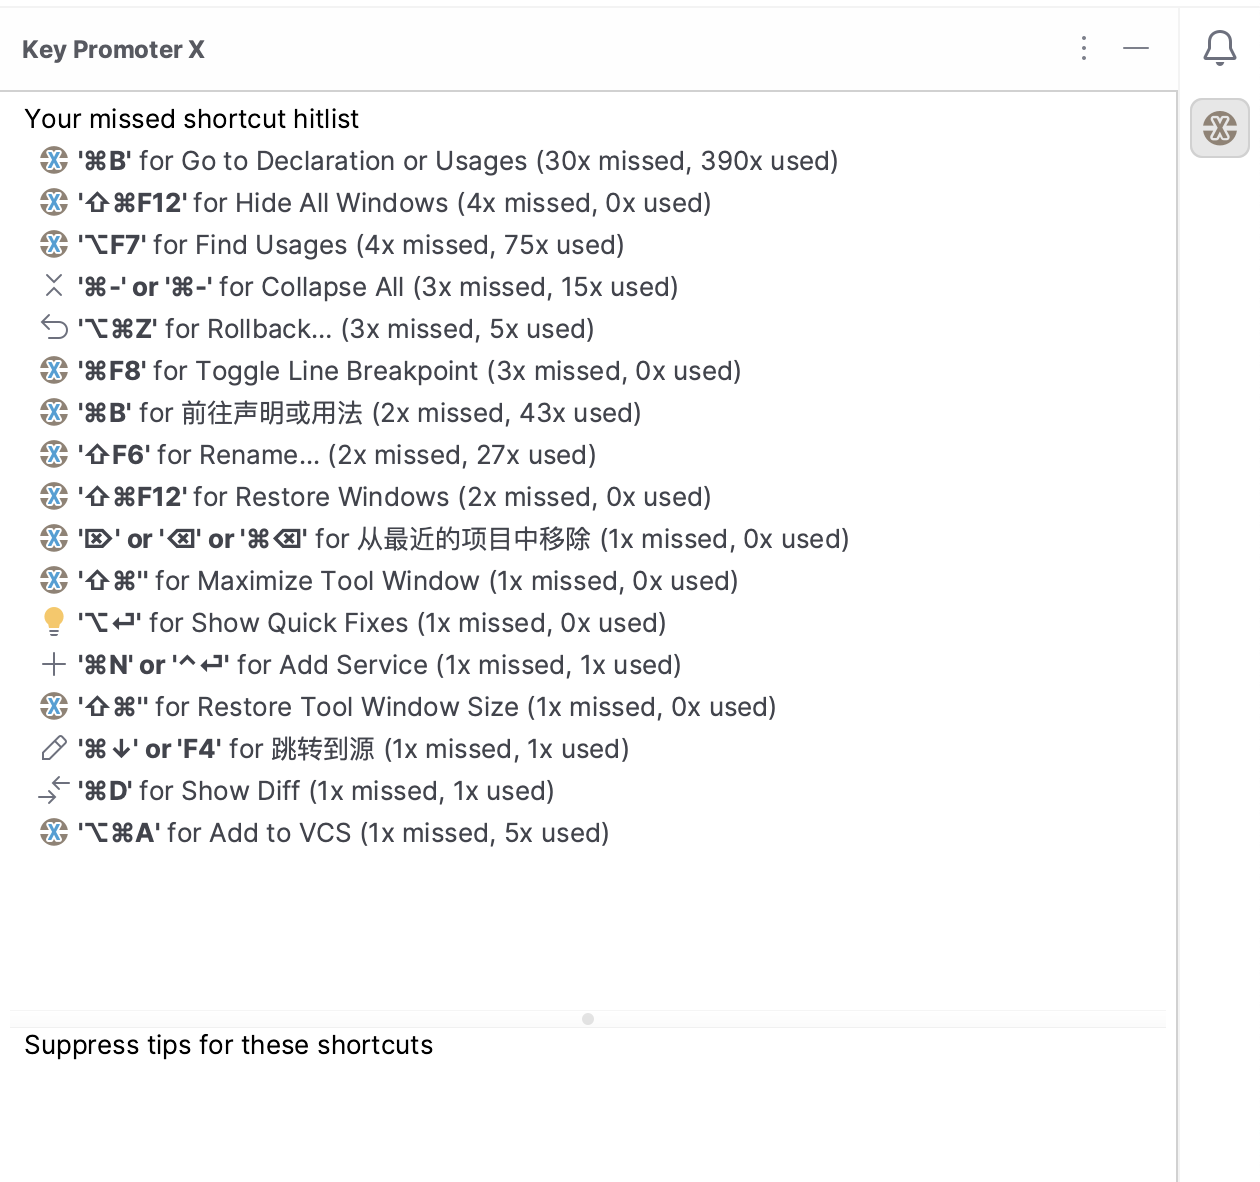 Key Promoter X
Your missed shortcut hitlist
'⌘B' for Go to Declaration or Usages (30x missed, 390x used)
'⇧⌘F12' for Hide All Windows (4x missed, 0x used)
'⌥F7' for Find Usages (4x missed, 75x used)
'⌘-' or '⌘-' for Collapse All (3x missed, 15x used)
'⌥⌘Z' for Rollback... (3x missed, 5x used)
'⌘F8' for Toggle Line Breakpoint (3x missed, 0x used)
'⌘B' for 前往声明或用法 (2x missed, 43x used)
'⇧F6' for Rename... (2x missed, 27x used)
'⇧⌘F12' for Restore Windows (2x missed, 0x used)
'⌦' or '⌫' or '⌘⌫' for 从最近的项目中移除 (1x missed, 0x used)
'⇧⌘'' for Maximize Tool Window (1x missed, 0x used)
'⌥⏎' for Show Quick Fixes (1x missed, 0x used)
'⌘N' or '⌃⏎' for Add Service (1x missed, 1x used)
'⇧⌘'' for Restore Tool Window Size (1x missed, 0x used)
'⌘↓' or 'F4' for 跳转到源 (1x missed, 1x used)
'⌘D' for Show Diff (1x missed, 1x used)
'⌥⌘A' for Add to VCS (1x missed, 5x used)
Suppress tips for these shortcuts